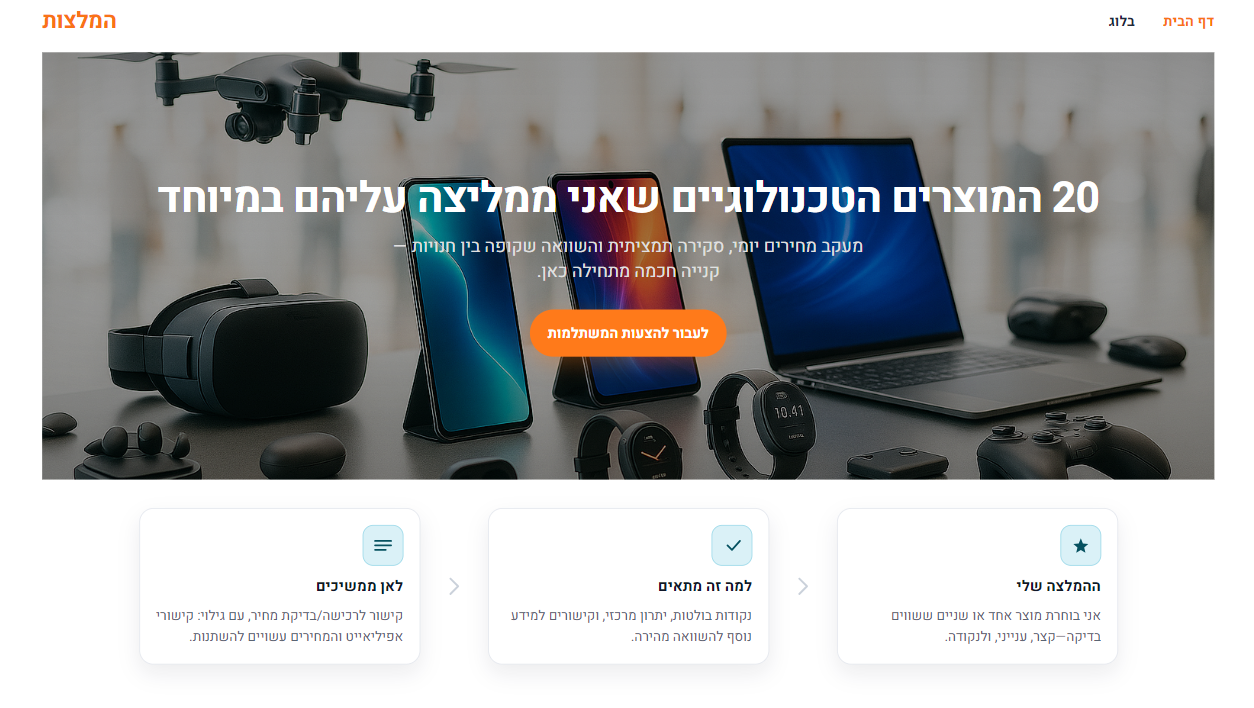 דף הבית
בלוג
המלצות
20 המוצרים הטכנולוגיים שאני ממליצה עליהם במיוחד
מעקב מחירים יומי, סקירה תמציתית והשוואה שקופה בין חנויות —
קנייה חכמה מתחילה כאן.
לעבור להצעות המשתלמות
10:41
ההמלצה שלי
אני בוחרת מוצר אחד או שניים ששווים
בדיקה—קצר, ענייני, ולנקודה.
למה זה מתאים
נקודות בולטות, יתרון מרכזי, וקישורים למידע
נוסף להשוואה מהירה.
לאן ממשיכים
קישור לרכישה/בדיקת מחיר, עם גילוי: קישורי
אפיליאייט והמחירים עשויים להשתנות.